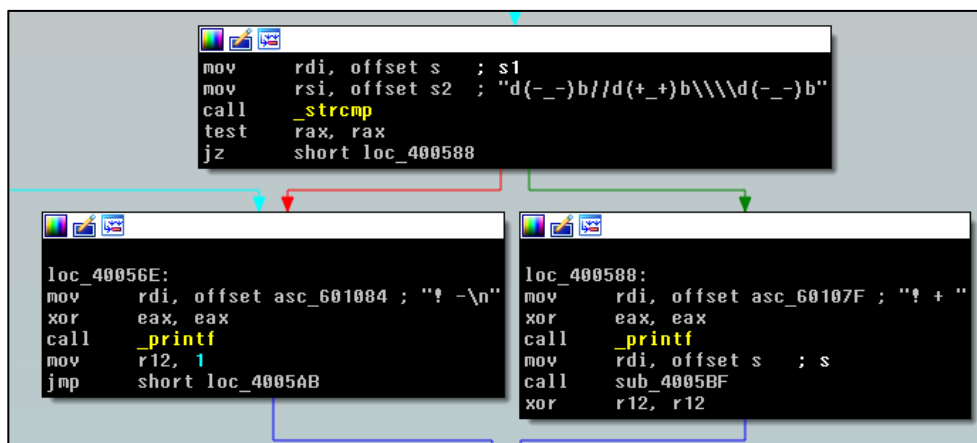 mov     rdi, offset s   ; s1
mov     rsi, offset s2  ; "d(-_-)b//d(+_+)b\\\\d(-_-)b"
call    _strcmp
test    rax, rax
jz      short loc_400588
loc_40056E:
mov     rdi, offset asc_601084 ; "! -\n"
xor     eax, eax
call    _printf
mov     r12, 1
jmp     short loc_4005AB
loc_400588:
mov     rdi, offset asc_60107F ; "! + "
xor     eax, eax
call    _printf
mov     rdi, offset s   ; s
call    sub_4005BF
xor     r12, r12